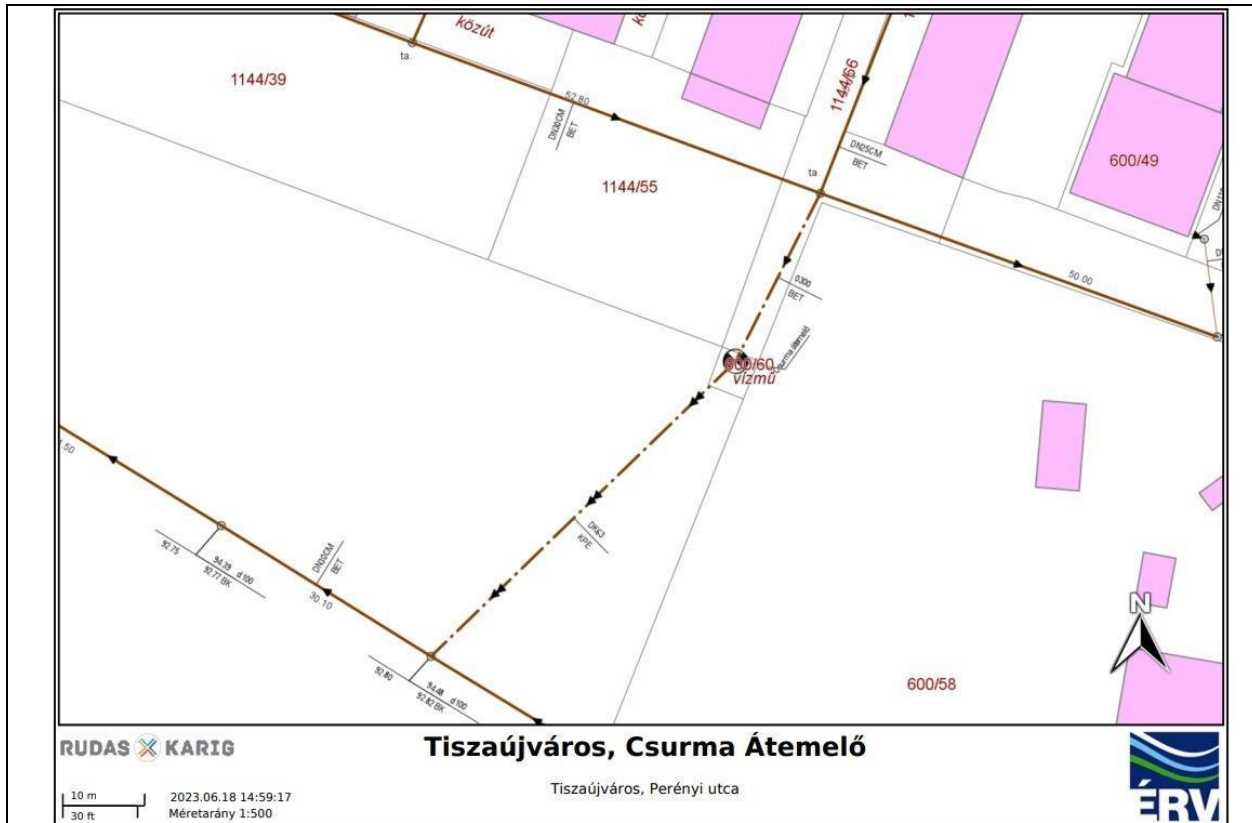 közút
1144/39
ta.
52.80
DN30CM
BET
1144/66
DN25CM
BET
600/49
1144/55
ta.
D300
BET
50.00
Csurma átemelő
600/60
vízmű
DK63
KPE
92.75
94.39 d100
92.77 BK
DN30CM
BET
30.10
92.80
94.48 d100
92.82 BK
N
600/58
RUDAS KARIG
Tiszaújváros, Csurma Átemelő
Tiszaújváros, Perényi utca
10 m
30 ft
2023.06.18 14:59:17
Méretarány 1:500
ÉRV